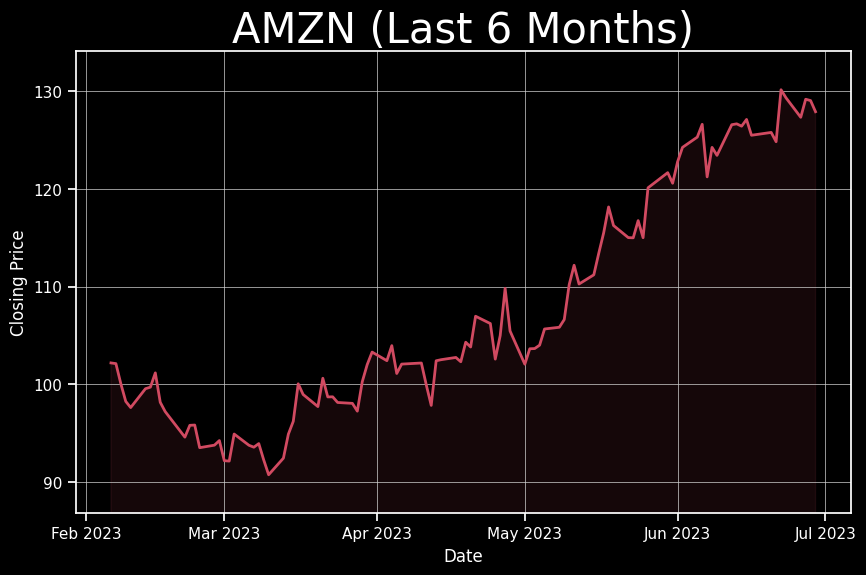 AMZN (Last 6 Months)
Closing Price
130
120
110
100
90
Feb 2023
Mar 2023
Apr 2023
May 2023
Jun 2023
Jul 2023
Date